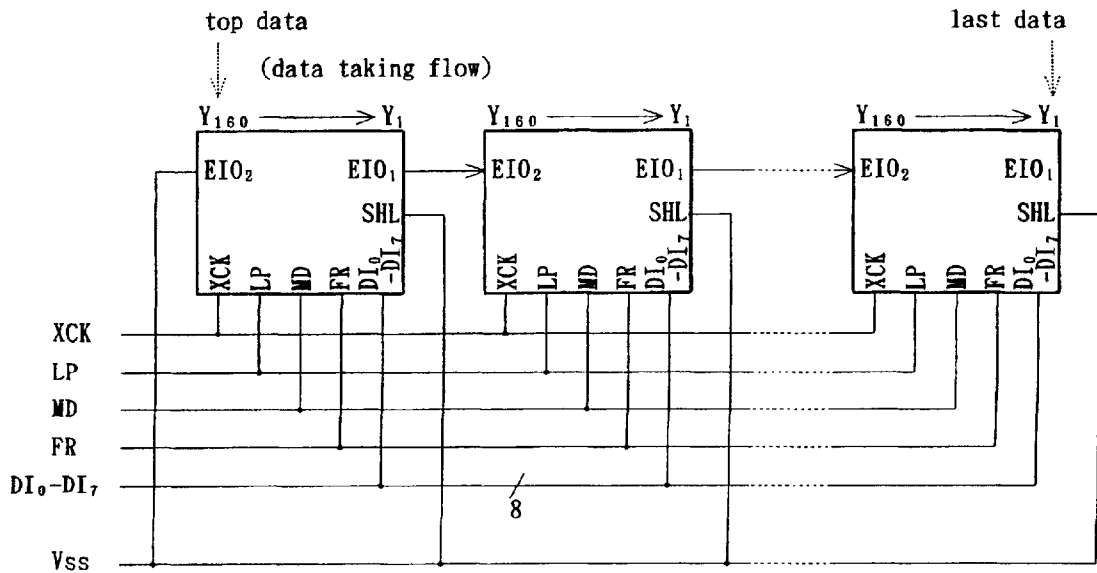 top data
last data
(data taking flow)
Y₁₆₀ Y₁
Y₁₆₀ Y₁
Y₁₆₀ Y₁
EIO₂ EIO₁
EIO₂ EIO₁
EIO₂ EIO₁
SHL
SHL
SHL
XCK LP MD FR DI₀-DI₇
XCK LP MD FR DI₀-DI₇
XCK LP MD FR DI₀-DI₇
XCK
LP
MD
FR
DI₀-DI₇
8
Vss